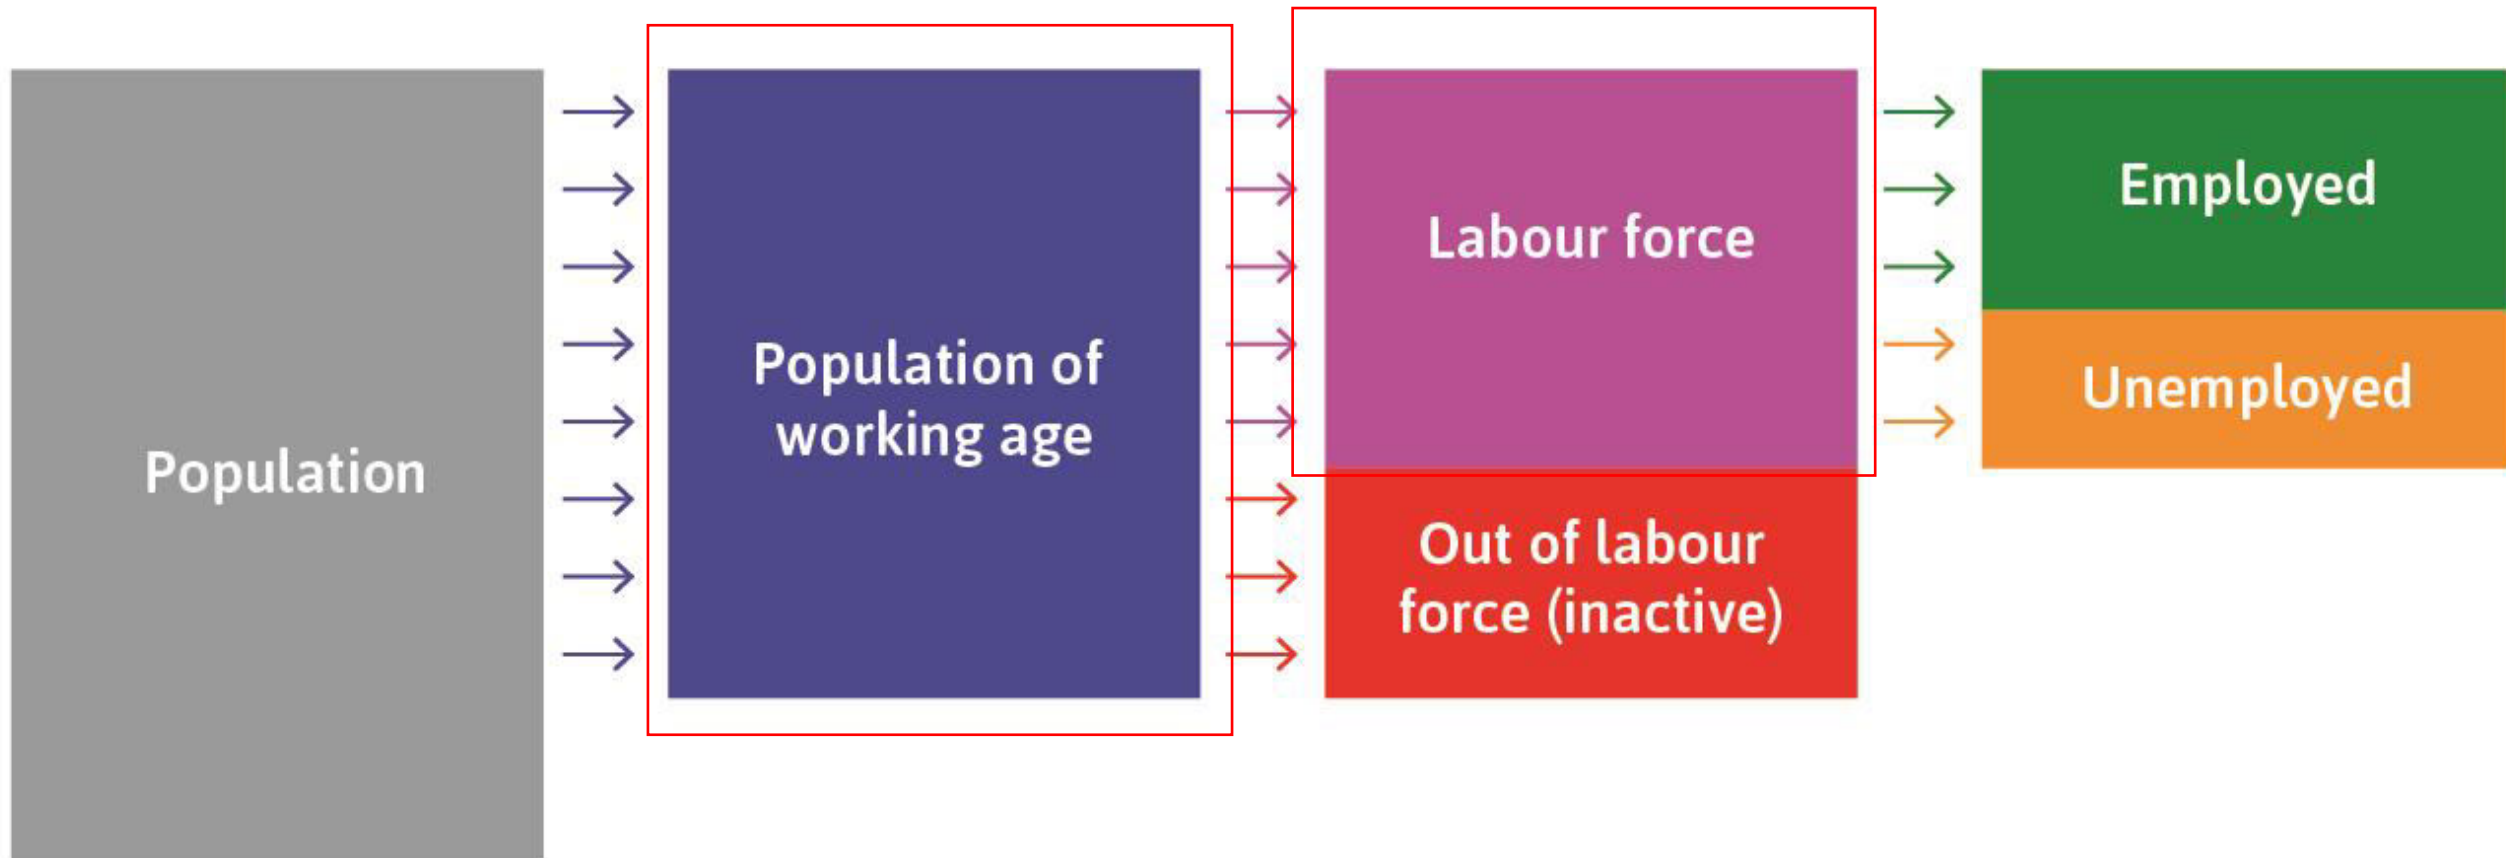 Population
Population of
working age
Labour force
Out of labour
force (inactive)
Employed
Unemployed